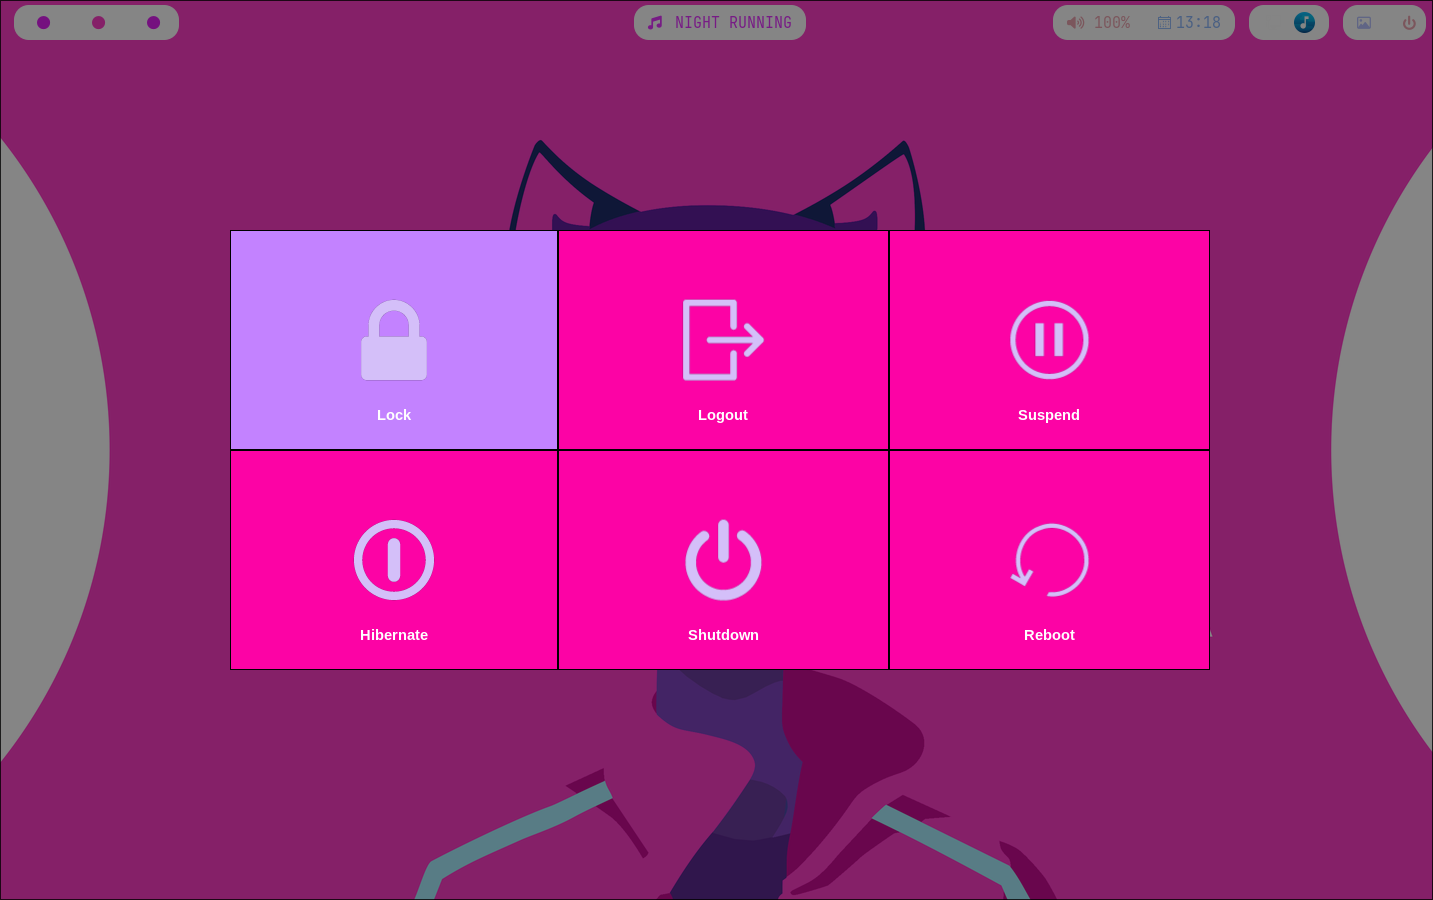 NIGHT RUNNING
100%
13:18
Lock
Logout
Suspend
Hibernate
Shutdown
Reboot